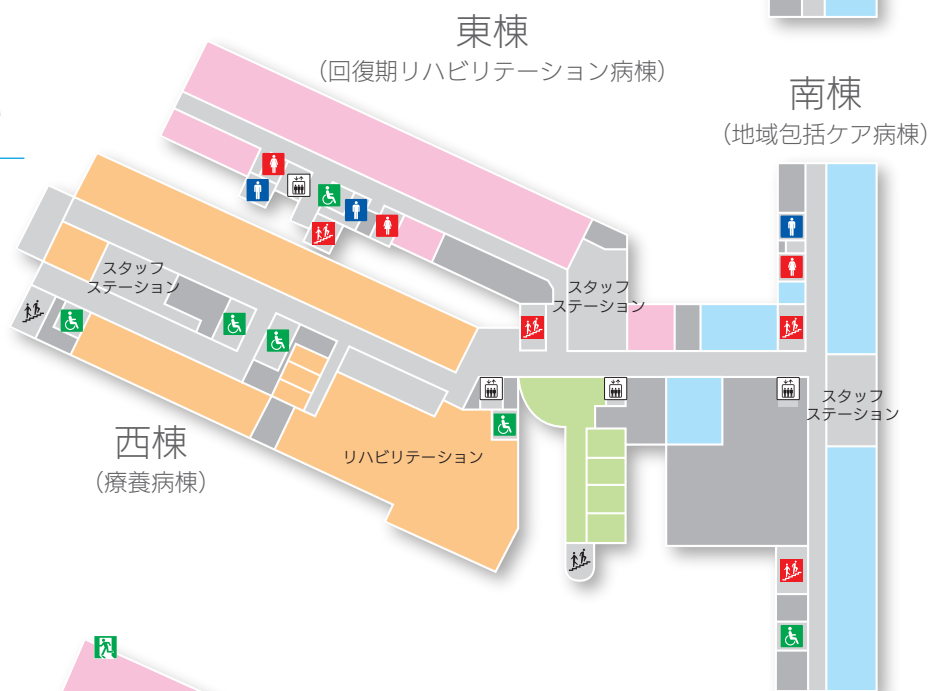 東棟
（回復期リハビリテーション病棟）
南棟
（地域包括ケア病棟）
スタッフ
ステーション
スタッフ
ステーション
スタッフ
ステーション
西棟
（療養病棟）
リハビリテーション